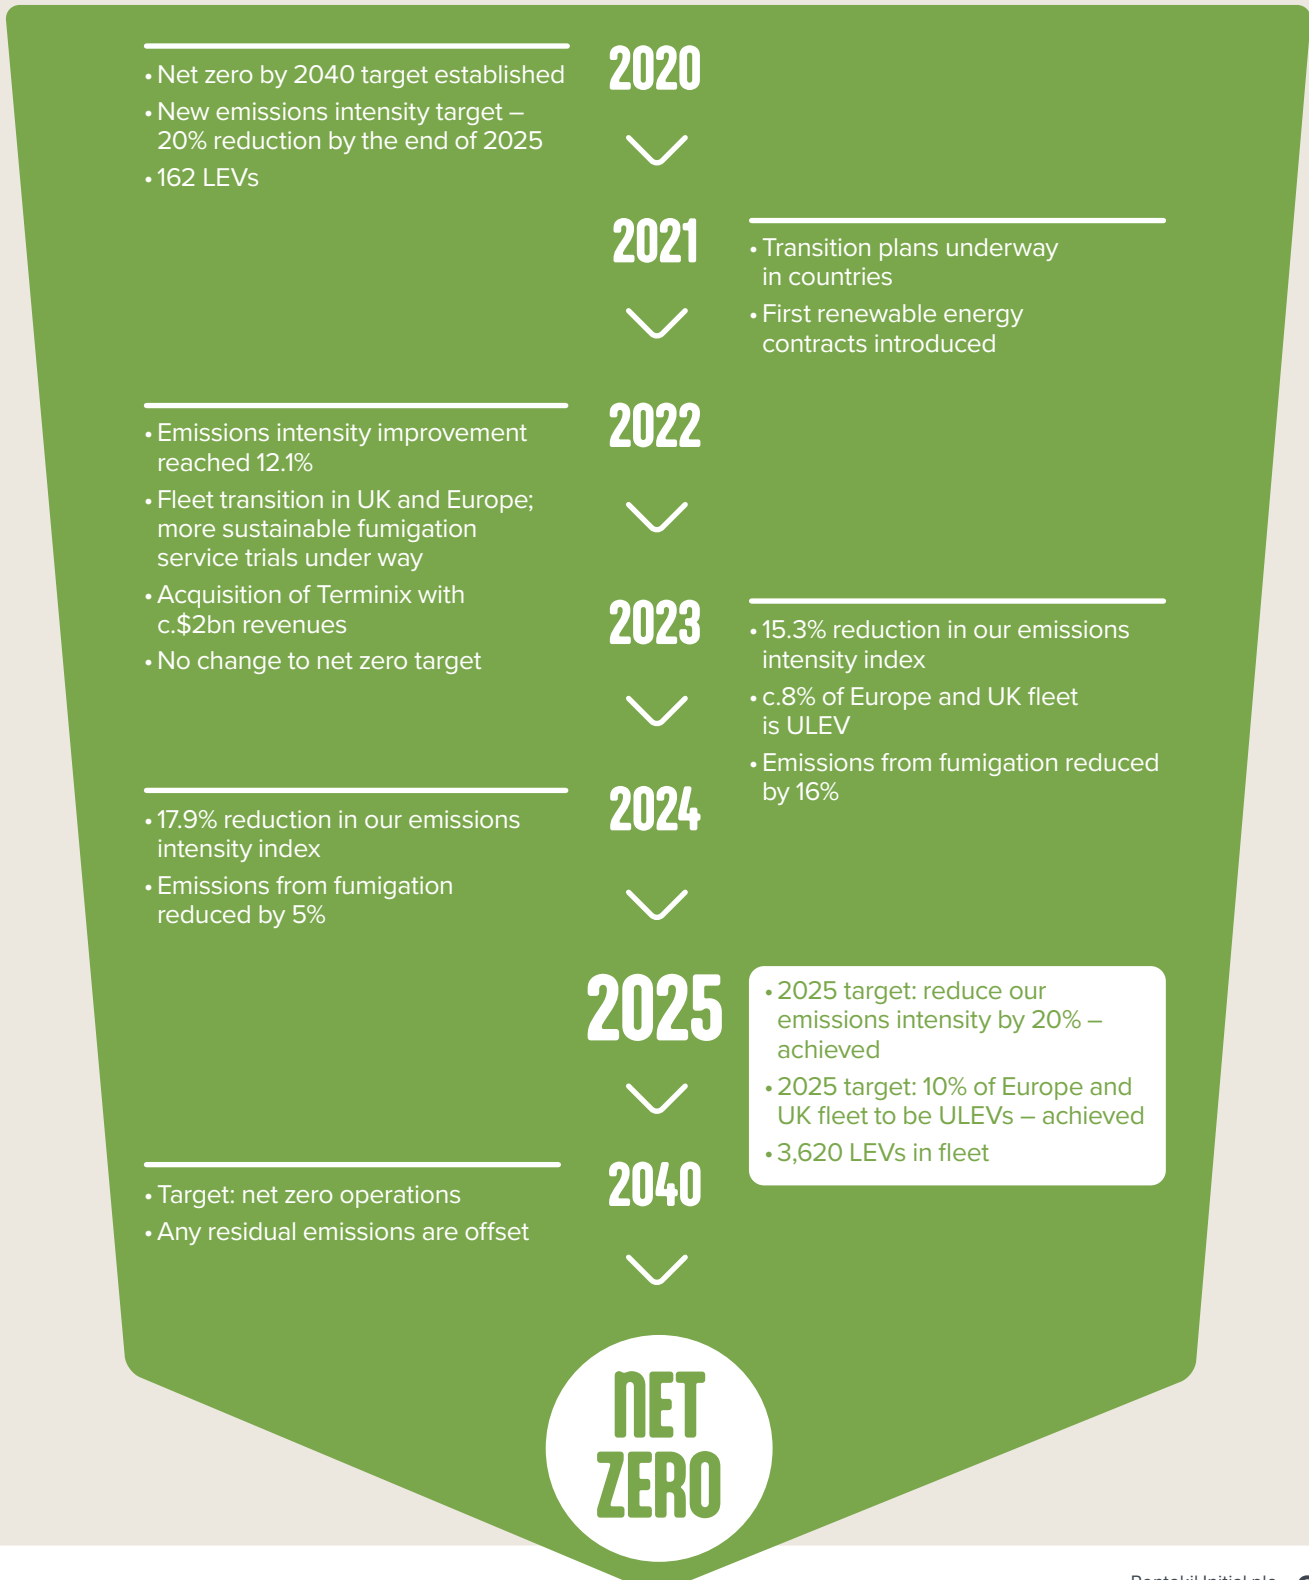 2020
• Net zero by 2040 target established
• New emissions intensity target –
20% reduction by the end of 2025
• 162 LEVs
2021
• Transition plans underway
in countries
• First renewable energy
contracts introduced
2022
• Emissions intensity improvement
reached 12.1%
• Fleet transition in UK and Europe;
more sustainable fumigation
service trials under way
• Acquisition of Terminix with
c.$2bn revenues
• No change to net zero target
2023
• 15.3% reduction in our emissions
intensity index
• c.8% of Europe and UK fleet
is ULEV
• Emissions from fumigation reduced
by 16%
2024
• 17.9% reduction in our emissions
intensity index
• Emissions from fumigation
reduced by 5%
2025
• 2025 target: reduce our
emissions intensity by 20% –
achieved
• 2025 target: 10% of Europe and
UK fleet to be ULEVs – achieved
• 3,620 LEVs in fleet
2040
• Target: net zero operations
• Any residual emissions are offset
NET
ZERO
Rentokil Initial plc